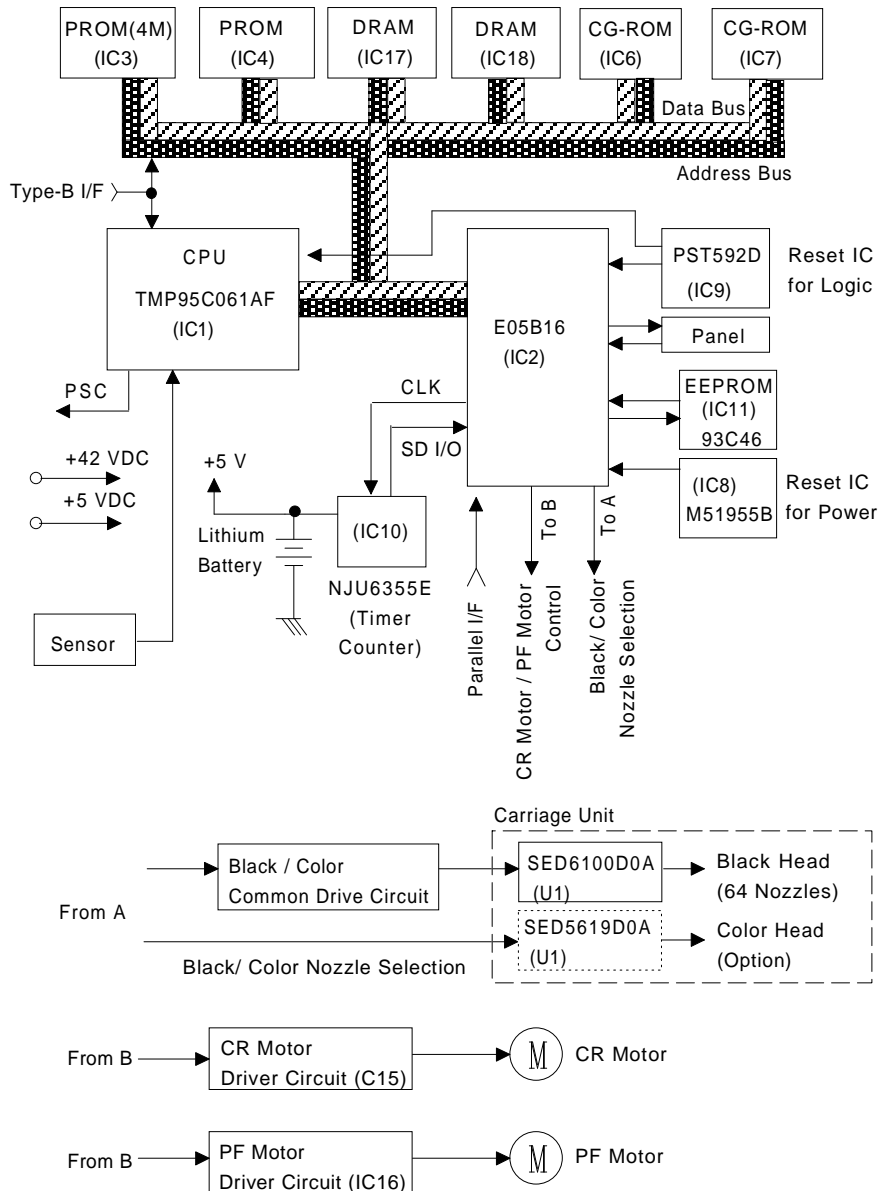 PROM(4M)
(IC3)
PROM
(IC4)
DRAM
(IC17)
DRAM
(IC18)
CG-ROM
(IC6)
CG-ROM
(IC7)
Data Bus
Address Bus
Type-B I/F
CPU
TMP95C061AF
(IC1)
E05B16
(IC2)
PST592D
(IC9)
Reset IC
for Logic
Panel
EEPROM
(IC11)
93C46
(IC8)
M51955B
Reset IC
for Power
PSC
CLK
SD I/O
+42 VDC
+5 VDC
+5 V
Lithium
Battery
(IC10)
NJU6355E
(Timer
Counter)
Sensor
Parallel I/F
To B
CR Motor / PF Motor
Control
To A
Black/ Color
Nozzle Selection
Carriage Unit
From A
Black / Color
Common Drive Circuit
SED6100D0A
(U1)
Black Head
(64 Nozzles)
Black/ Color Nozzle Selection
SED5619D0A
(U1)
Color Head
(Option)
From B
CR Motor
Driver Circuit (C15)
M
CR Motor
From B
PF Motor
Driver Circuit (IC16)
M
PF Motor